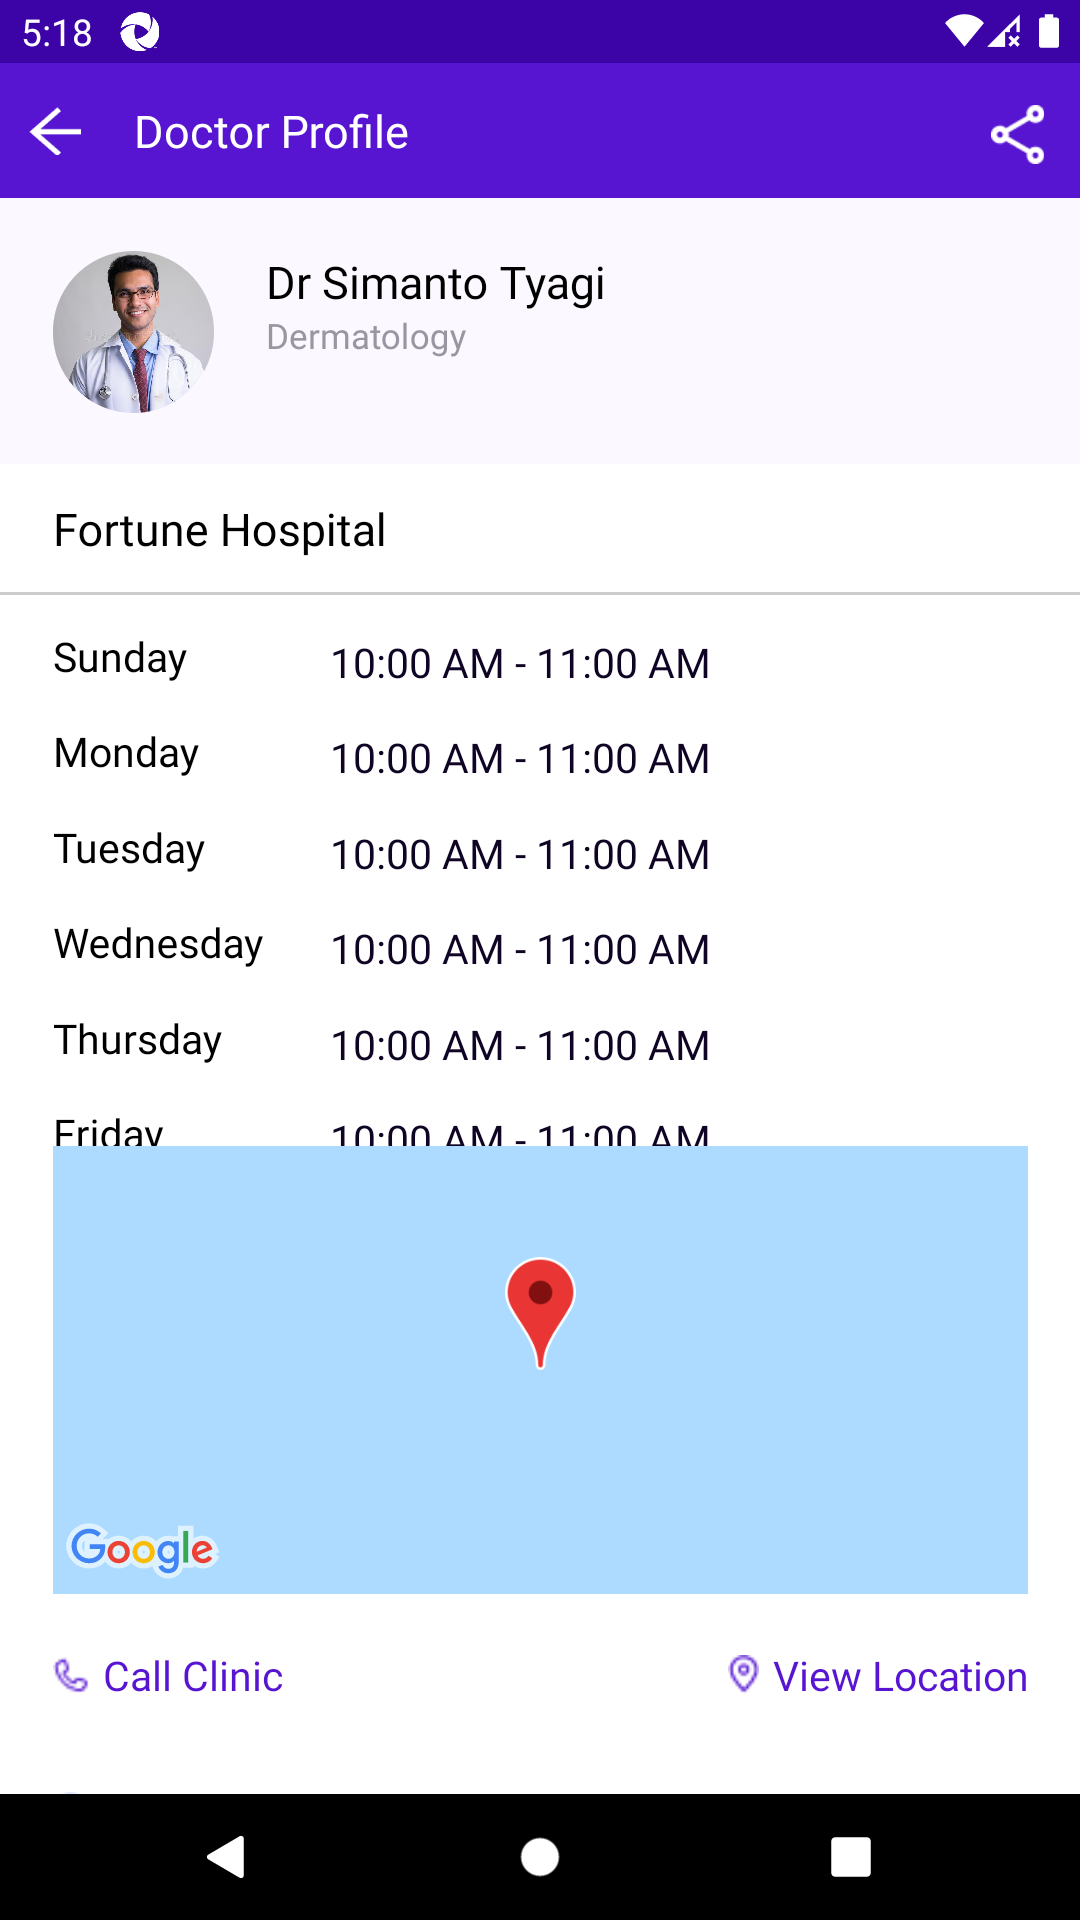 5:18
Doctor Profile
Dr Simanto Tyagi
Dermatology
Fortune Hospital
Sunday 10:00 AM - 11:00 AM
Monday 10:00 AM - 11:00 AM
Tuesday 10:00 AM - 11:00 AM
Wednesday 10:00 AM - 11:00 AM
Thursday 10:00 AM - 11:00 AM
Friday 10:00 AM - 11:00 AM
Google
Call Clinic View Location